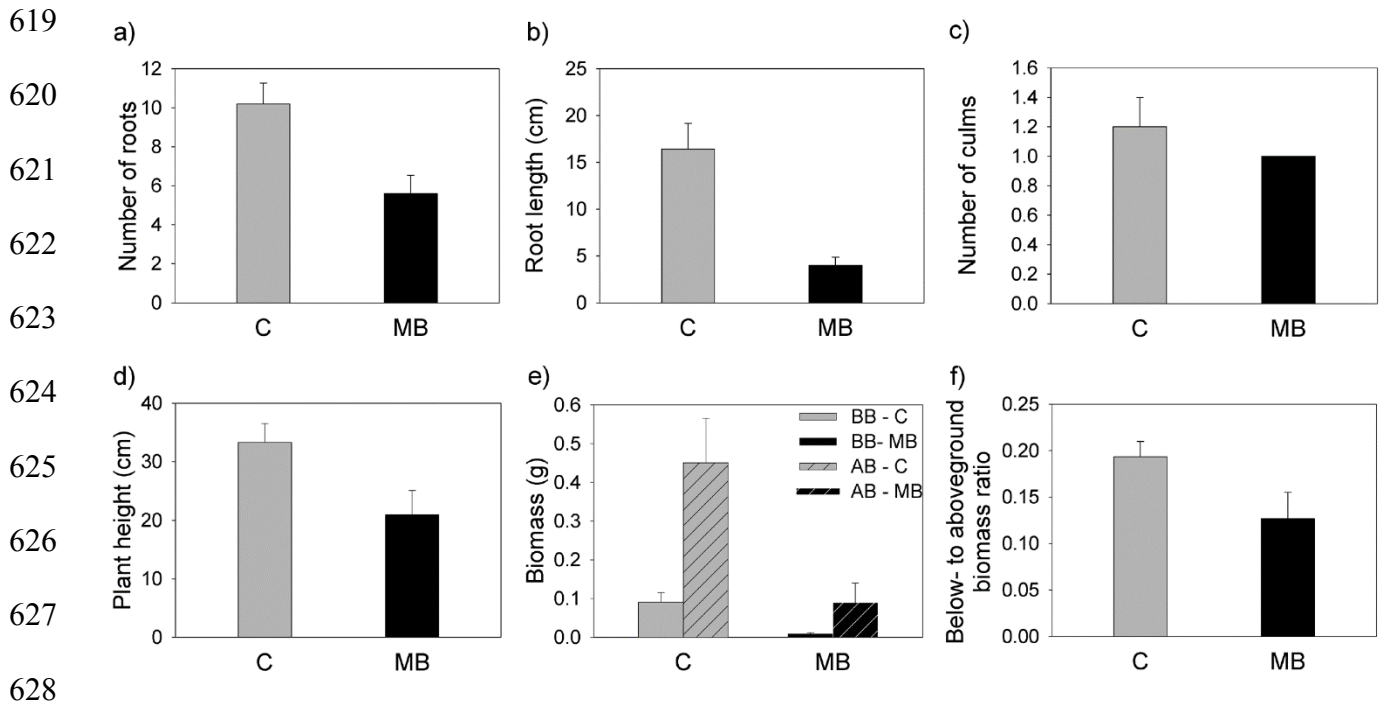 619
620
621
622
623
624
625
626
627
628
a)
Number of roots
12
10
8
6
4
2
0
C MB
b)
Root length (cm)
25
20
15
10
5
0
C MB
c)
Number of culms
1.6
1.4
1.2
1.0
0.8
0.6
0.4
0.2
0.0
C MB
d)
Plant height (cm)
40
30
20
10
0
C MB
e)
Biomass (g)
0.6
0.5
0.4
0.3
0.2
0.1
0.0
BB - C
BB- MB
AB - C
AB - MB
C MB
f)
Below- to aboveground
biomass ratio
0.25
0.20
0.15
0.10
0.05
0.00
C MB